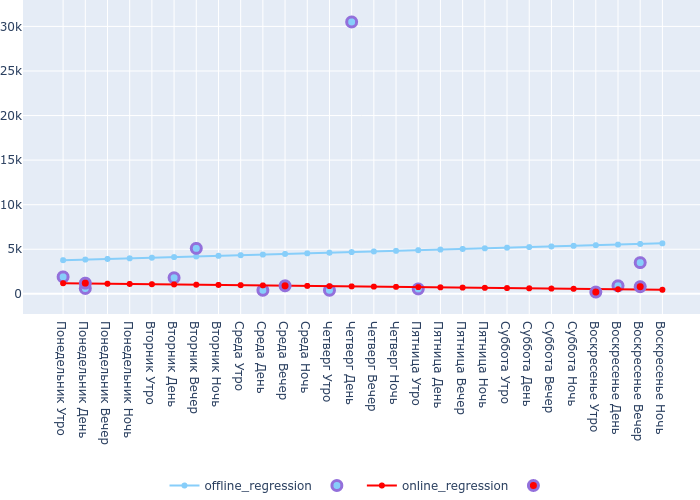 30k
25k
20k
15k
10k
5k
0
Понедельник Утро
Понедельник День
Понедельник Вечер
Понедельник Ночь
Вторник Утро
Вторник День
Вторник Вечер
Вторник Ночь
Среда Утро
Среда День
Среда Вечер
Среда Ночь
Четверг Утро
Четверг День
Четверг Вечер
Четверг Ночь
Пятница Утро
Пятница День
Пятница Вечер
Пятница Ночь
Суббота Утро
Суббота День
Суббота Вечер
Суббота Ночь
Воскресенье Утро
Воскресенье День
Воскресенье Вечер
Воскресенье Ночь
offline_regression
online_regression